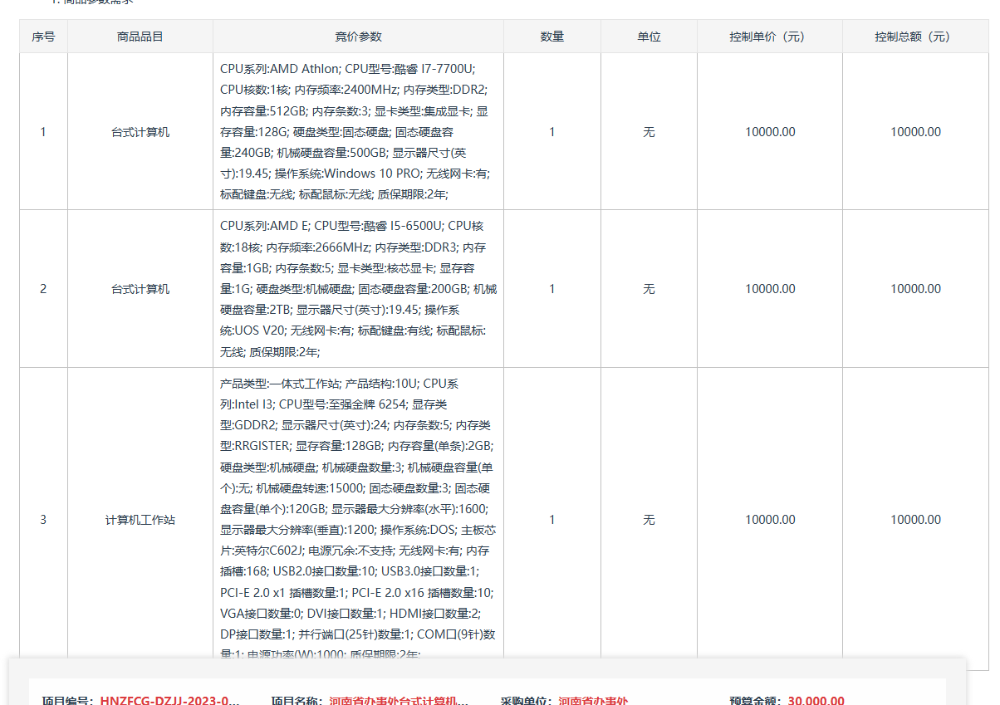 1. 商品参数需求
序号 商品品目 竞价参数 数量 单位 控制单价（元） 控制总额（元）
CPU系列:AMD Athlon; CPU型号:酷睿 I7-7700U;
CPU核数:1核; 内存频率:2400MHz; 内存类型:DDR2;
内存容量:512GB; 内存条数:3; 显卡类型:集成显卡; 显
1 台式计算机 存容量:128G; 硬盘类型:固态硬盘; 固态硬盘容 1 无 10000.00 10000.00
量:240GB; 机械硬盘容量:500GB; 显示器尺寸(英
寸):19.45; 操作系统:Windows 10 PRO; 无线网卡:有;
标配键盘:无线; 标配鼠标:无线; 质保期限:2年;
CPU系列:AMD E; CPU型号:酷睿 I5-6500U; CPU核
数:18核; 内存频率:2666MHz; 内存类型:DDR3; 内存
容量:1GB; 内存条数:5; 显卡类型:核芯显卡; 显存容
2 台式计算机 量:1G; 硬盘类型:机械硬盘; 固态硬盘容量:200GB; 机械 1 无 10000.00 10000.00
硬盘容量:2TB; 显示器尺寸(英寸):19.45; 操作系
统:UOS V20; 无线网卡:有; 标配键盘:有线; 标配鼠标:
无线; 质保期限:2年;
产品类型:一体式工作站; 产品结构:10U; CPU系
列:Intel I3; CPU型号:至强金牌 6254; 显存类
型:GDDR2; 显示器尺寸(英寸):24; 内存条数:5; 内存类
型:RRGISTER; 显存容量:128GB; 内存容量(单条):2GB;
硬盘类型:机械硬盘; 机械硬盘数量:3; 机械硬盘容量(单
个):无; 机械硬盘转速:15000; 固态硬盘数量:3; 固态硬
盘容量(单个):120GB; 显示器最大分辨率(水平):1600;
3 计算机工作站 显示器最大分辨率(垂直):1200; 操作系统:DOS; 主板芯 1 无 10000.00 10000.00
片:英特尔C602J; 电源冗余:不支持; 无线网卡:有; 内存
插槽:168; USB2.0接口数量:10; USB3.0接口数量:1;
PCI-E 2.0 x1 插槽数量:1; PCI-E 2.0 x16 插槽数量:10;
VGA接口数量:0; DVI接口数量:1; HDMI接口数量:2;
DP接口数量:1; 并行端口(25针)数量:1; COM口(9针)数
量:1; 电源功率(W):1000; 质保期限:2年;
项目编号：HNZFCG-DZJJ-2023-0... 项目名称：河南省办事处台式计算机... 采购单位：河南省办事处 预算金额：30,000.00